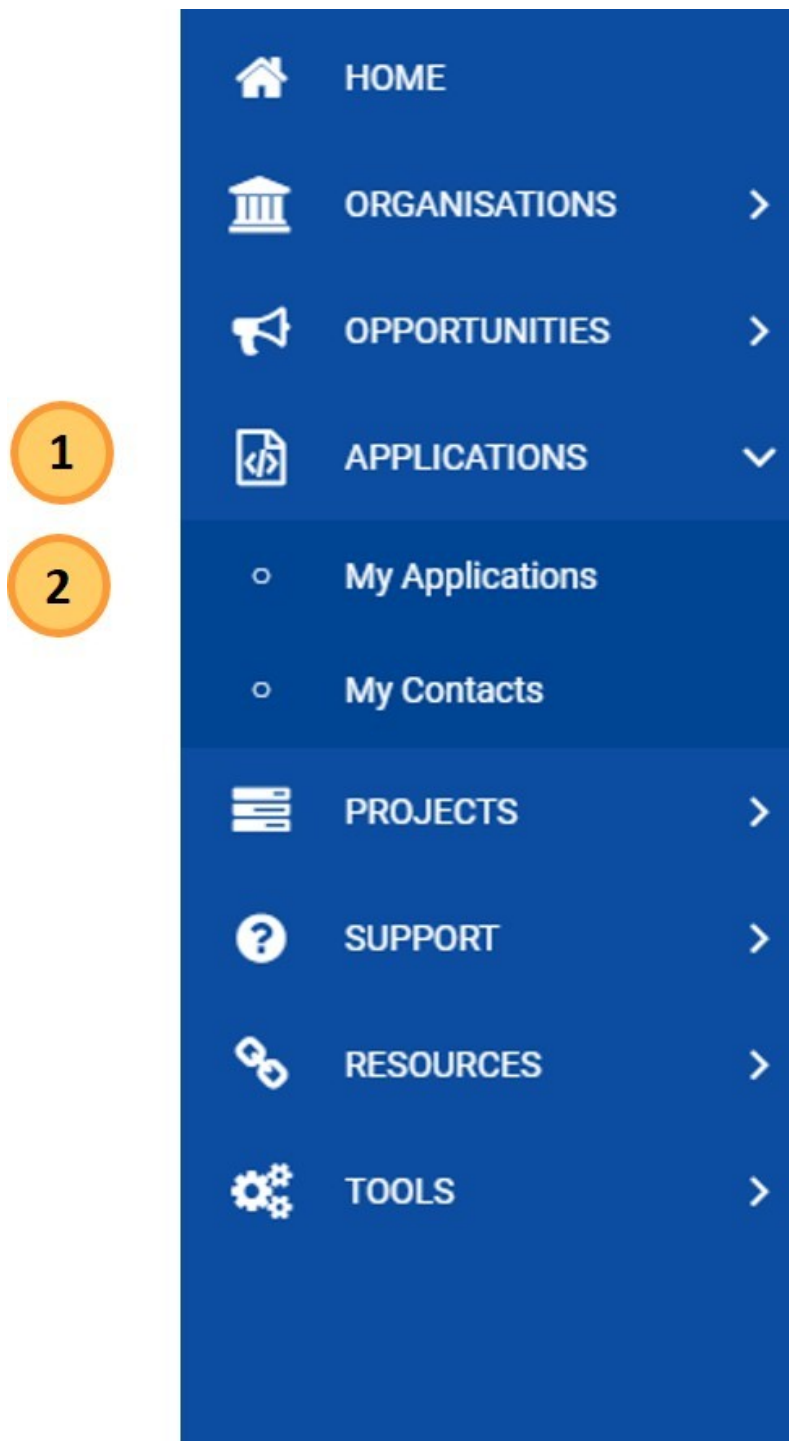 HOME
ORGANISATIONS
OPPORTUNITIES
1 APPLICATIONS
2 My Applications
My Contacts
PROJECTS
SUPPORT
RESOURCES
TOOLS